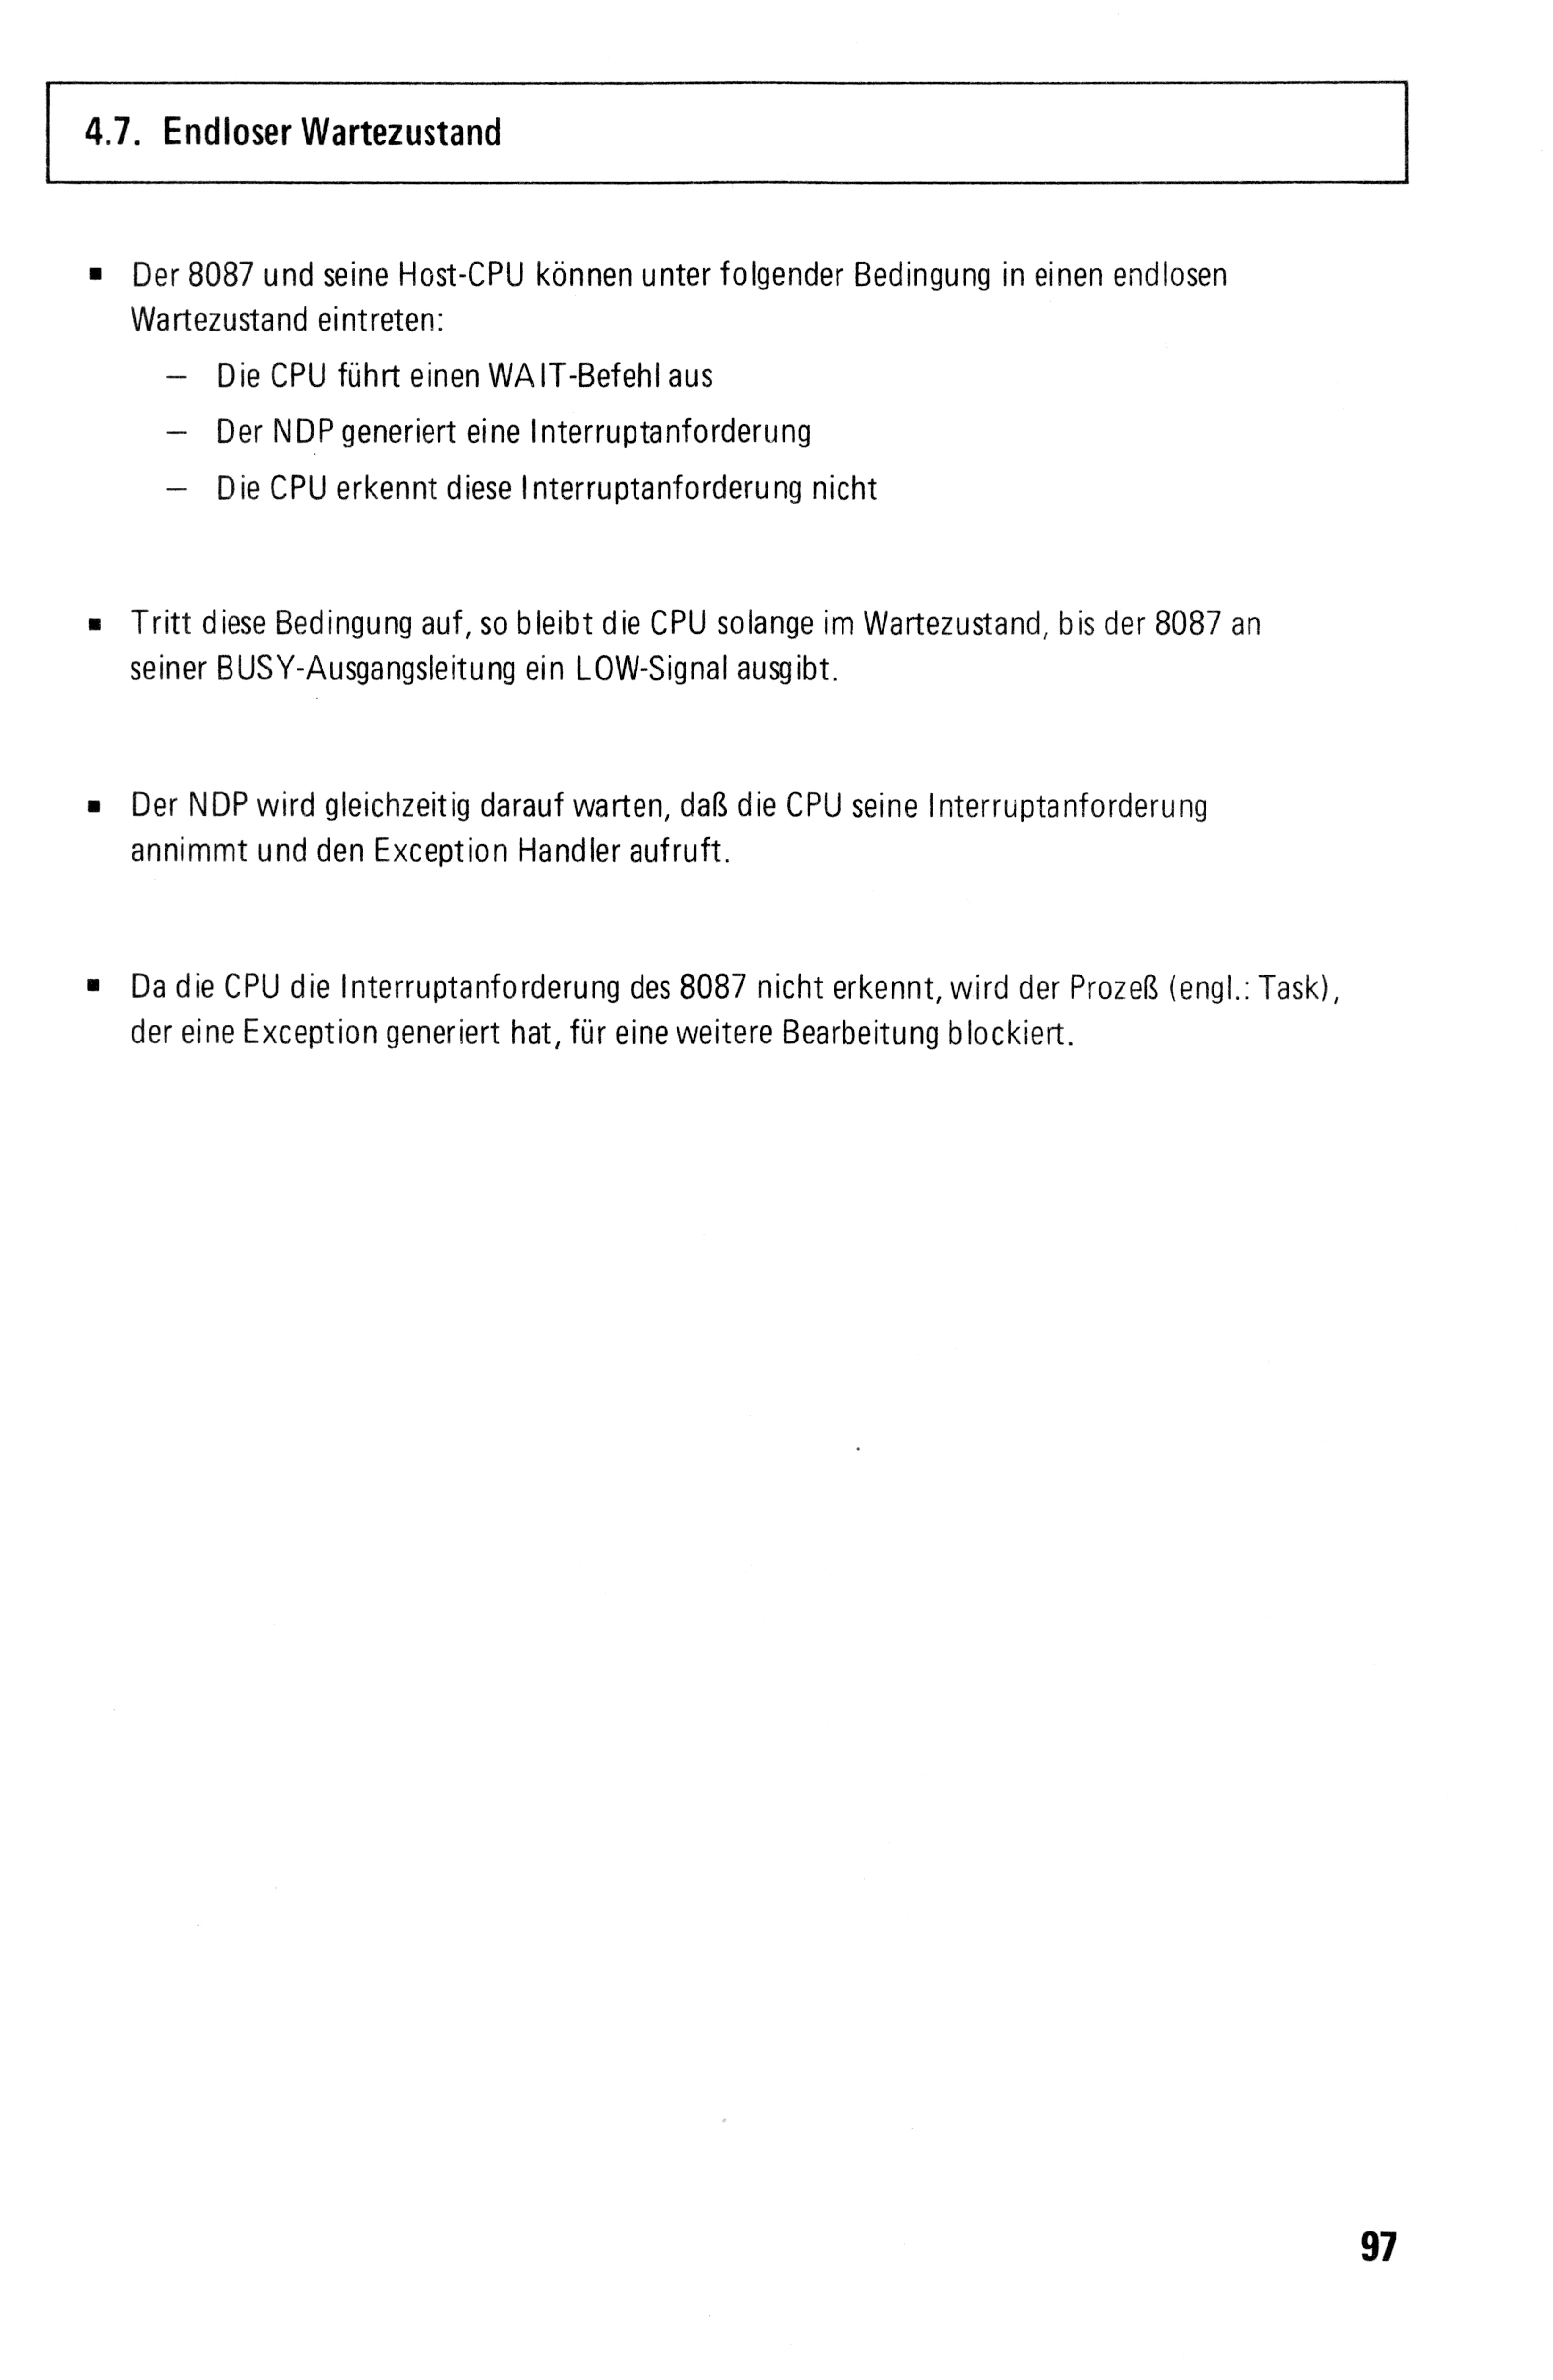 4.7. Endloser Wartezustand
▪ Der 8087 und seine Host-CPU können unter folgender Bedingung in einen endlosen
Wartezustand eintreten:
— Die CPU führt einen WAIT-Befehl aus
— Der NDP generiert eine Interruptanforderung
— Die CPU erkennt diese Interruptanforderung nicht
▪ Tritt diese Bedingung auf, so bleibt die CPU solange im Wartezustand, bis der 8087 an
seiner BUSY-Ausgangsleitung ein LOW-Signal ausgibt.
▪ Der NDP wird gleichzeitig darauf warten, daß die CPU seine Interruptanforderung
annimmt und den Exception Handler aufruft.
▪ Da die CPU die Interruptanforderung des 8087 nicht erkennt, wird der Prozeß (engl.: Task),
der eine Exception generiert hat, für eine weitere Bearbeitung blockiert.
97